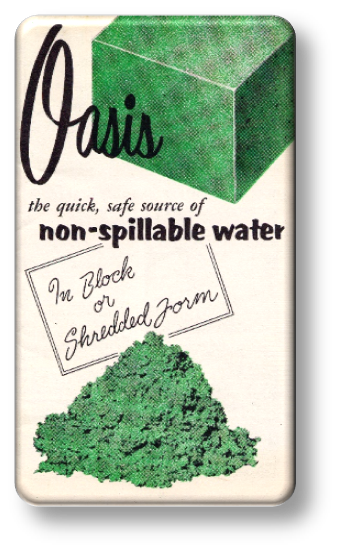 Oasis
the quick, safe source of
non-spillable water
In Block
or
Shredded Form